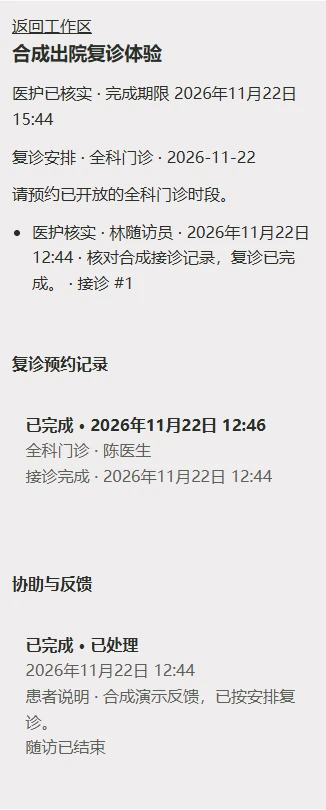 返回工作区
合成出院复诊体验
医护已核实 · 完成期限 2026年11月22日
15:44
复诊安排 · 全科门诊 · 2026-11-22
请预约已开放的全科门诊时段。
• 医护核实 · 林随访员 · 2026年11月22日
12:44 · 核对合成接诊记录，复诊已完
成。 · 接诊 #1
复诊预约记录
已完成 • 2026年11月22日 12:46
全科门诊 · 陈医生
接诊完成 · 2026年11月22日 12:44
协助与反馈
已完成 • 已处理
2026年11月22日 12:44
患者说明 · 合成演示反馈，已按安排复
诊。
随访已结束